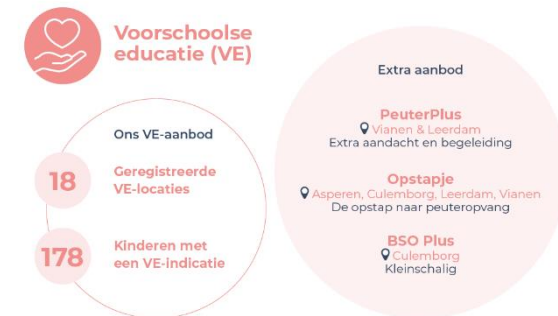 Voorschoolse
educatie (VE)
Ons VE-aanbod
18
Geregistreerde
VE-locaties
178
Kinderen met
een VE-indicatie
Extra aanbod
PeuterPlus
Vianen & Leerdam
Extra aandacht en begeleiding
Opstapje
Asperen, Culemborg, Leerdam, Vianen
De opstap naar peuteropvang
BSO Plus
Culemborg
Kleinschalig